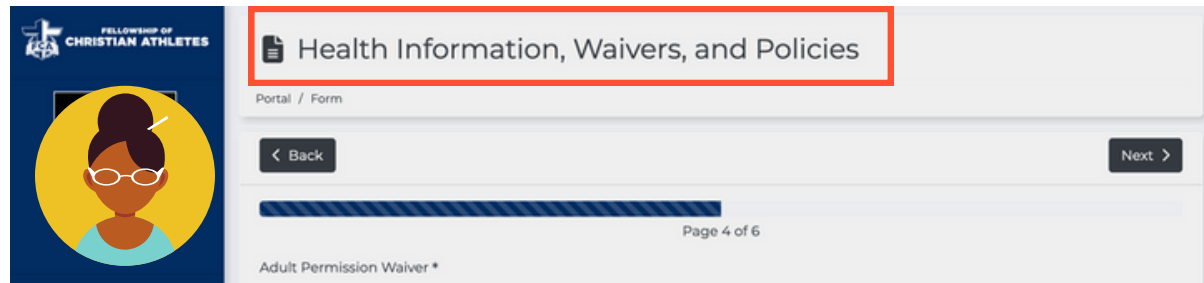 FELLOWSHIP OF
CHRISTIAN ATHLETES
Health Information, Waivers, and Policies
Portal / Form
Back
Next
Page 4 of 6
Adult Permission Waiver *